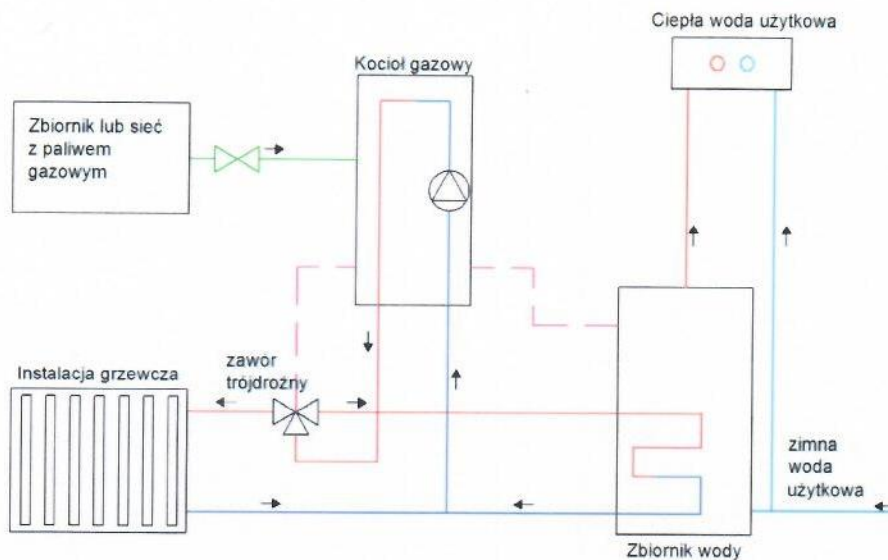 Ciepła woda użytkowa
Kocioł gazowy
Zbiornik lub sieć
z paliwem
gazowym
zawór
trójdrożny
Instalacja grzewcza
zimna
woda
użytkowa
Zbiornik wody